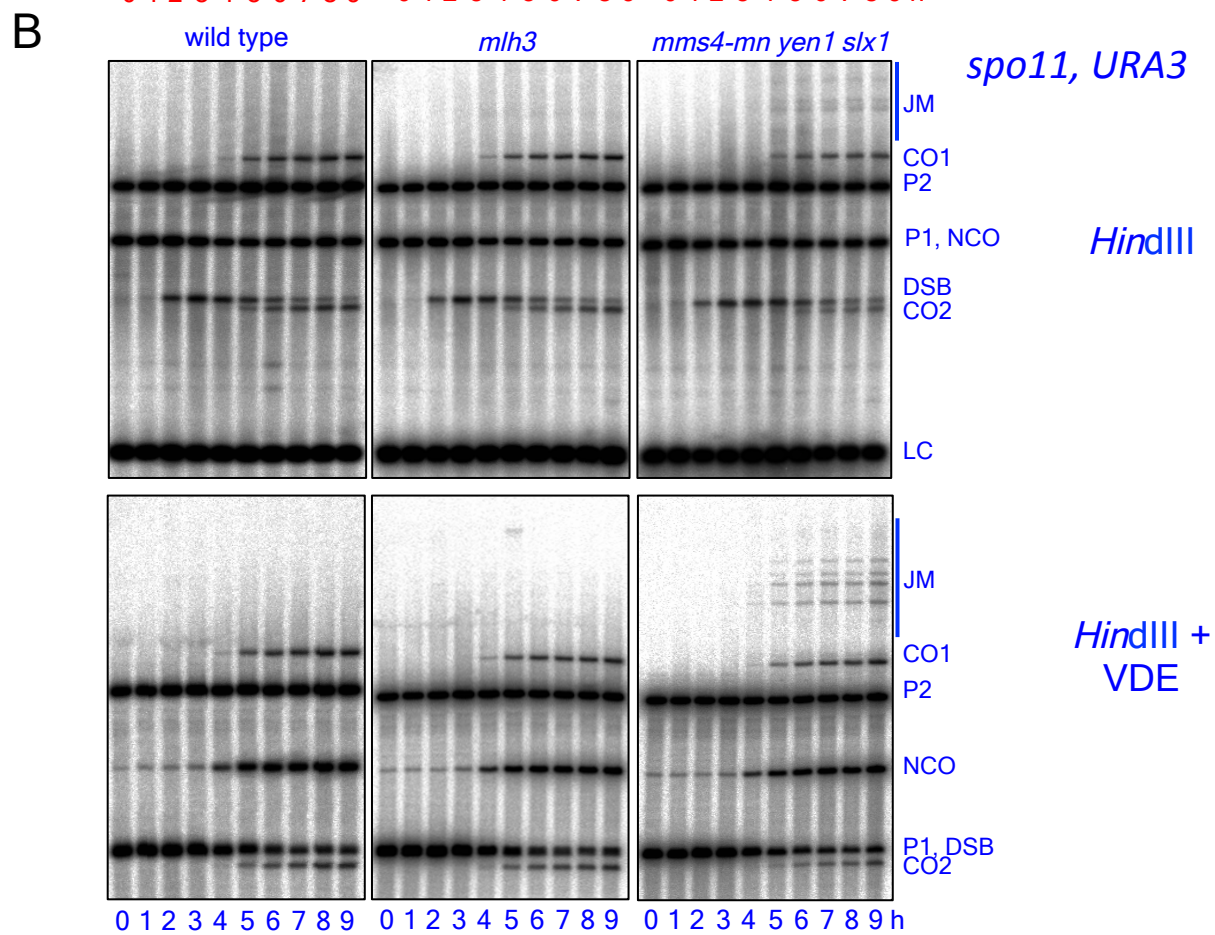 B
wild type
mlh3
mms4-mn yen1 slx1
spo11, URA3
JM
CO1
P2
P1, NCO
HindIII
DSB
CO2
LC
JM
CO1
P2
HindIII +
VDE
NCO
P1, DSB
CO2
0 1 2 3 4 5 6 7 8 9 0 1 2 3 4 5 6 7 8 9 0 1 2 3 4 5 6 7 8 9 h